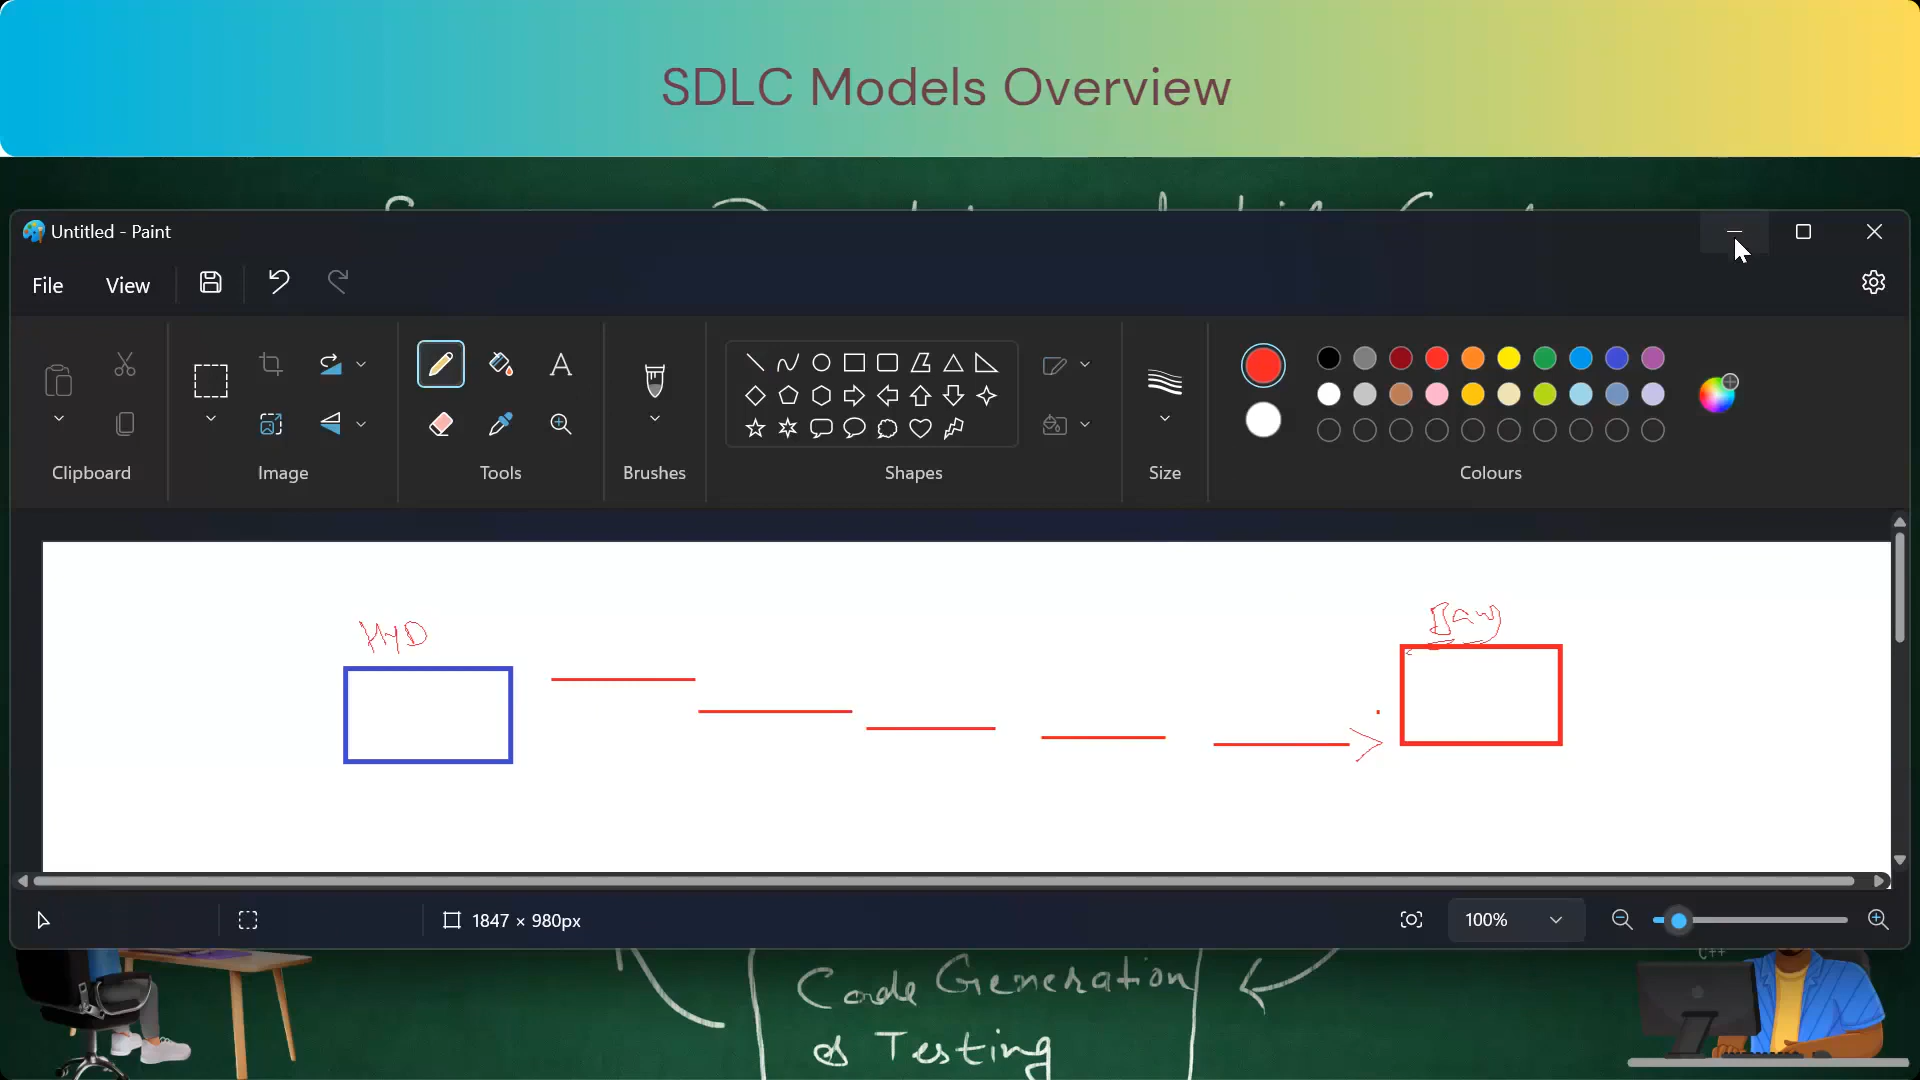 SDLC Models Overview
Untitled - Paint
File View
Clipboard Image Tools Brushes Shapes Size Colours
HYD
1847 × 980px
100%
C++
Code Generation
& Testing